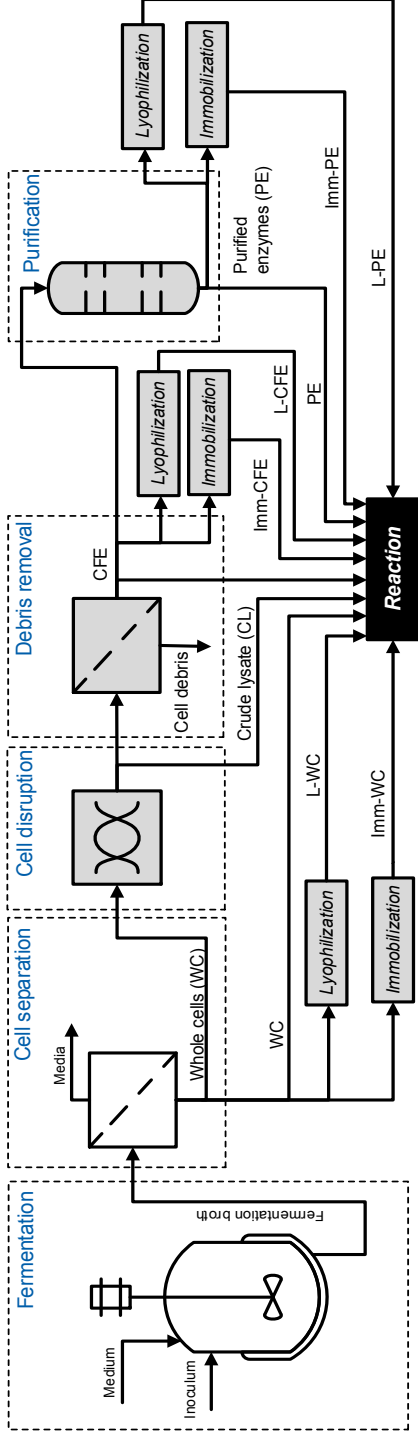 Fermentation
Medium
Inoculum
Fermentation broth
Cell separation
Media
Whole cells (WC)
WC
Lyophilization
L-WC
Immobilization
Imm-WC
Cell disruption
Crude lysate (CL)
Debris removal
CFE
Cell debris
Lyophilization
Immobilization
L-CFE
Imm-CFE
Purification
Purified
enzymes (PE)
PE
Lyophilization
Immobilization
Imm-PE
L-PE
Reaction